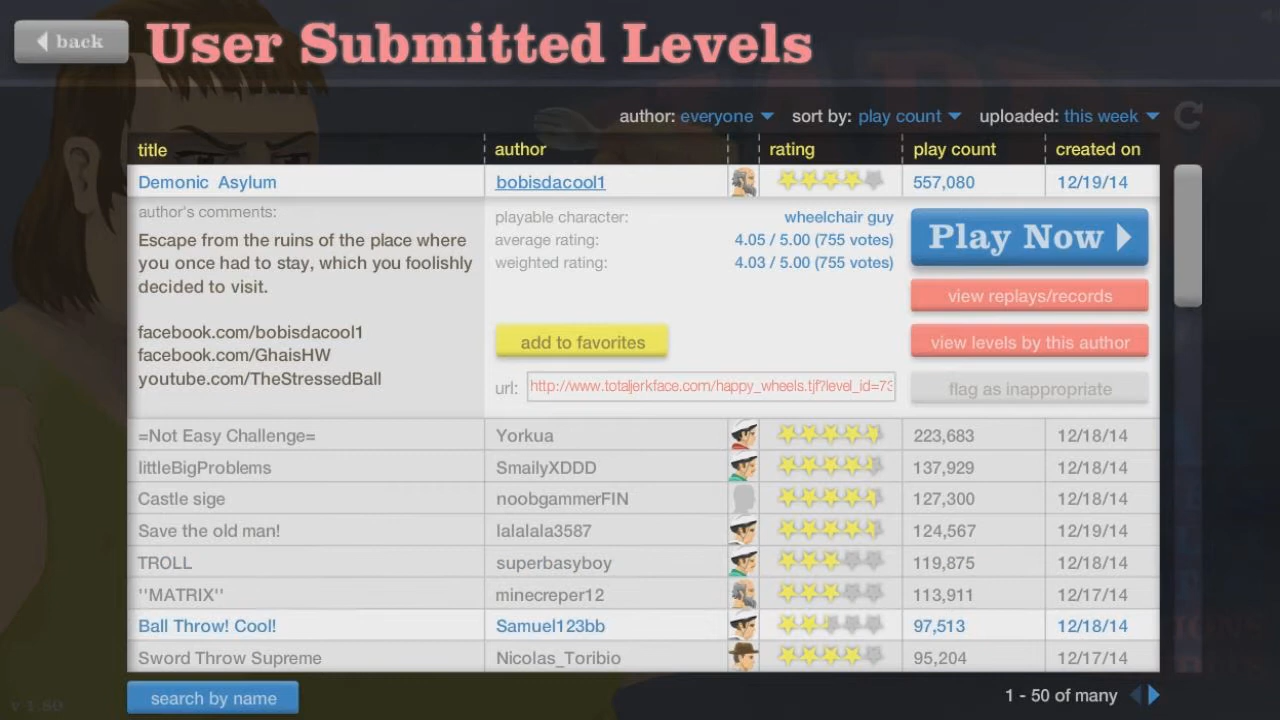 back
User Submitted Levels
author: everyone sort by: play count uploaded: this week
title author rating play count created on
Demonic Asylum bobisdacool1 557,080 12/19/14
author's comments:
Escape from the ruins of the place where
you once had to stay, which you foolishly
decided to visit.
facebook.com/bobisdacool1
facebook.com/GhaisHW
youtube.com/TheStressedBall
playable character: wheelchair guy
average rating: 4.05 / 5.00 (755 votes)
weighted rating: 4.03 / 5.00 (755 votes)
add to favorites
url: http://www.totaljerkface.com/happy_wheels.tjf?level_id=73
Play Now
view replays/records
view levels by this author
flag as inappropriate
=Not Easy Challenge= Yorkua 223,683 12/18/14
littleBigProblems SmailyXDDD 137,929 12/18/14
Castle sige noobgammerFIN 127,300 12/18/14
Save the old man! lalalala3587 124,567 12/19/14
TROLL superbasyboy 119,875 12/18/14
''MATRIX'' minecreper12 113,911 12/17/14
Ball Throw! Cool! Samuel123bb 97,513 12/18/14
Sword Throw Supreme Nicolas_Toribio 95,204 12/17/14
search by name
1 - 50 of many
v 1.80